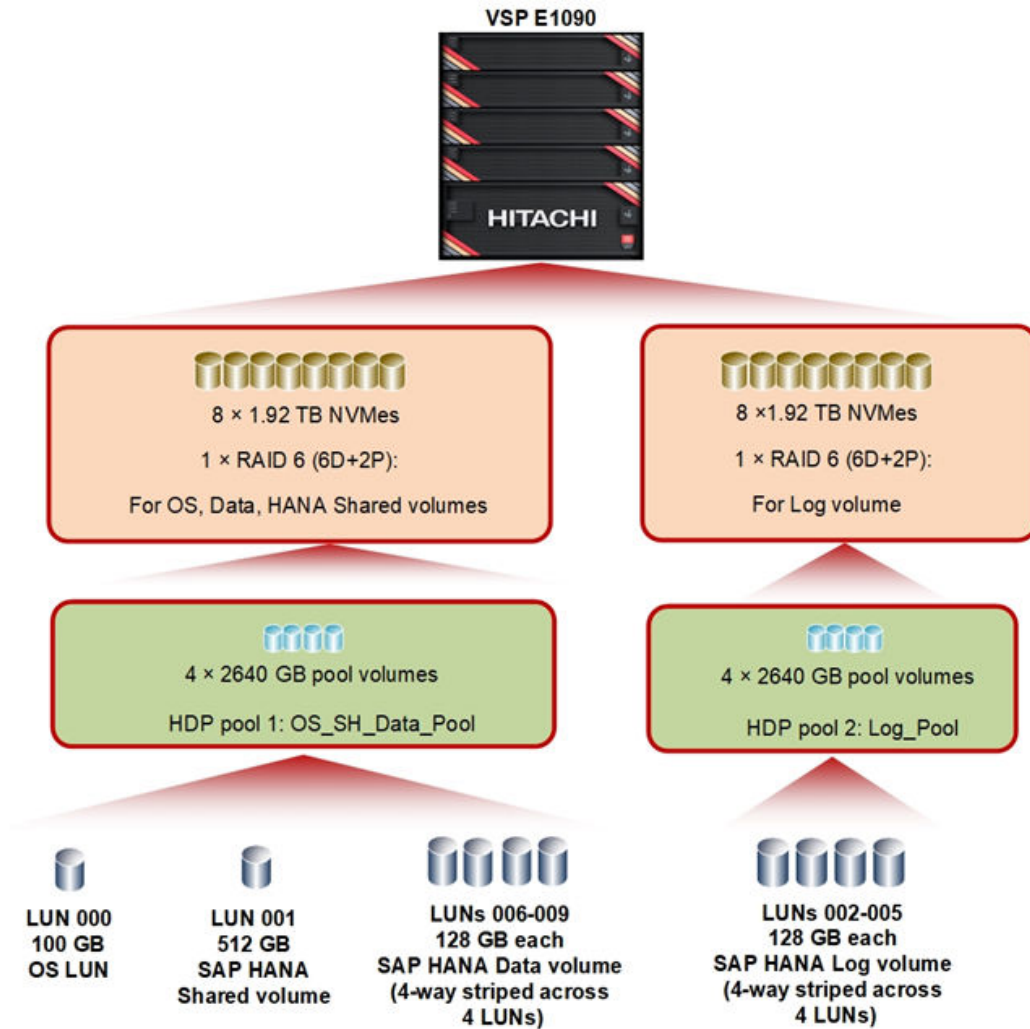 VSP E1090
HITACHI
8 × 1.92 TB NVMes
1 × RAID 6 (6D+2P):
For OS, Data, HANA Shared volumes
8 ×1.92 TB NVMes
1 × RAID 6 (6D+2P):
For Log volume
4 × 2640 GB pool volumes
HDP pool 1: OS_SH_Data_Pool
4 × 2640 GB pool volumes
HDP pool 2: Log_Pool
LUN 000
100 GB
OS LUN
LUN 001
512 GB
SAP HANA
Shared volume
LUNs 006-009
128 GB each
SAP HANA Data volume
(4-way striped across
4 LUNs)
LUNs 002-005
128 GB each
SAP HANA Log volume
(4-way striped across
4 LUNs)